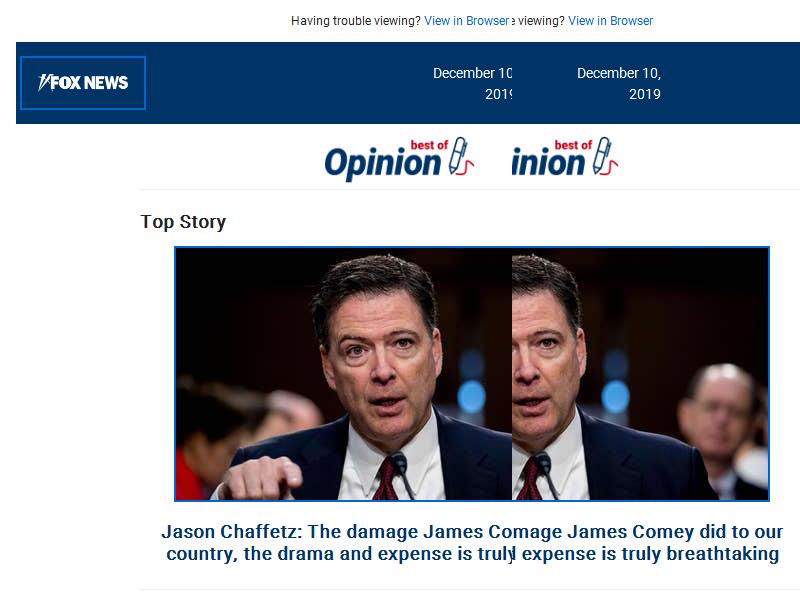 Having trouble viewing? View in Browser e viewing? View in Browser
FOX NEWS
December 10 December 10,
2019 2019
best of best of
Opinion inion
Top Story
Jason Chaffetz: The damage James Comage James Comey did to our
country, the drama and expense is truly expense is truly breathtaking